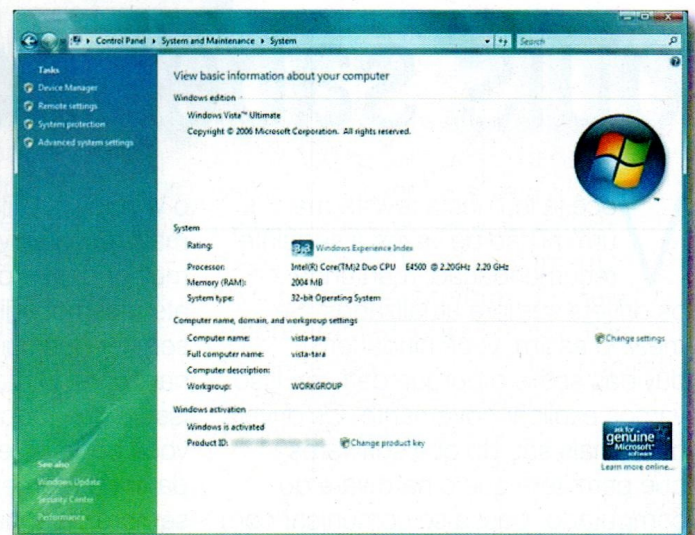 Control Panel ▸ System and Maintenance ▸ System
Search
Tasks
Device Manager
Remote settings
System protection
Advanced system settings
See also
Windows Update
Security Center
Performance
View basic information about your computer
Windows edition
Windows Vista™ Ultimate
Copyright © 2006 Microsoft Corporation. All rights reserved.
System
Rating: Windows Experience Index
Processor: Intel(R) Core(TM)2 Duo CPU E4500 @ 2.20GHz 2.20 GHz
Memory (RAM): 2004 MB
System type: 32-bit Operating System
Computer name, domain, and workgroup settings
Computer name: vista-tara Change settings
Full computer name: vista-tara
Computer description:
Workgroup: WORKGROUP
Windows activation
Windows is activated
Product ID: Change product key
ask for
genuine
Microsoft
software
Learn more online...